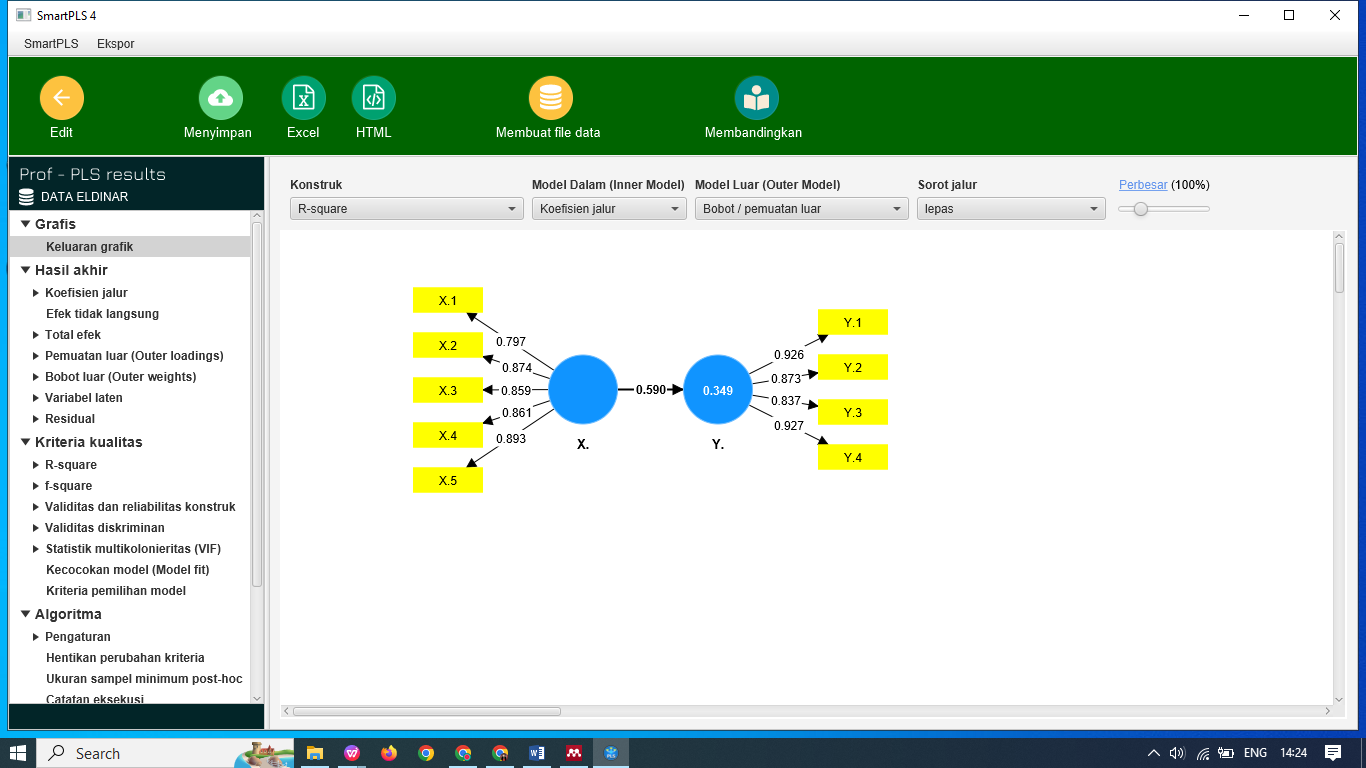 SmartPLS 4
SmartPLS Ekspor
Edit Menyimpan Excel HTML Membuat file data Membandingkan
Prof - PLS results
DATA ELDINAR
Grafis
Keluaran grafik
Hasil akhir
Koefisien jalur
Efek tidak langsung
Total efek
Pemuatan luar (Outer loadings)
Bobot luar (Outer weights)
Variabel laten
Residual
Kriteria kualitas
R-square
f-square
Validitas dan reliabilitas konstruk
Validitas diskriminan
Statistik multikolonieritas (VIF)
Kecocokan model (Model fit)
Kriteria pemilihan model
Algoritma
Pengaturan
Hentikan perubahan kriteria
Ukuran sampel minimum post-hoc
Catatan eksekusi
Konstruk Model Dalam (Inner Model) Model Luar (Outer Model) Sorot jalur Perbesar (100%)
R-square Koefisien jalur Bobot / pemuatan luar lepas
X.1
X.2
X.3
X.4
X.5
0.797
0.874
0.859
0.861
0.893
X.
0.590
0.349
Y.
0.926
0.873
0.837
0.927
Y.1
Y.2
Y.3
Y.4
Search
PLS
ENG 14:24